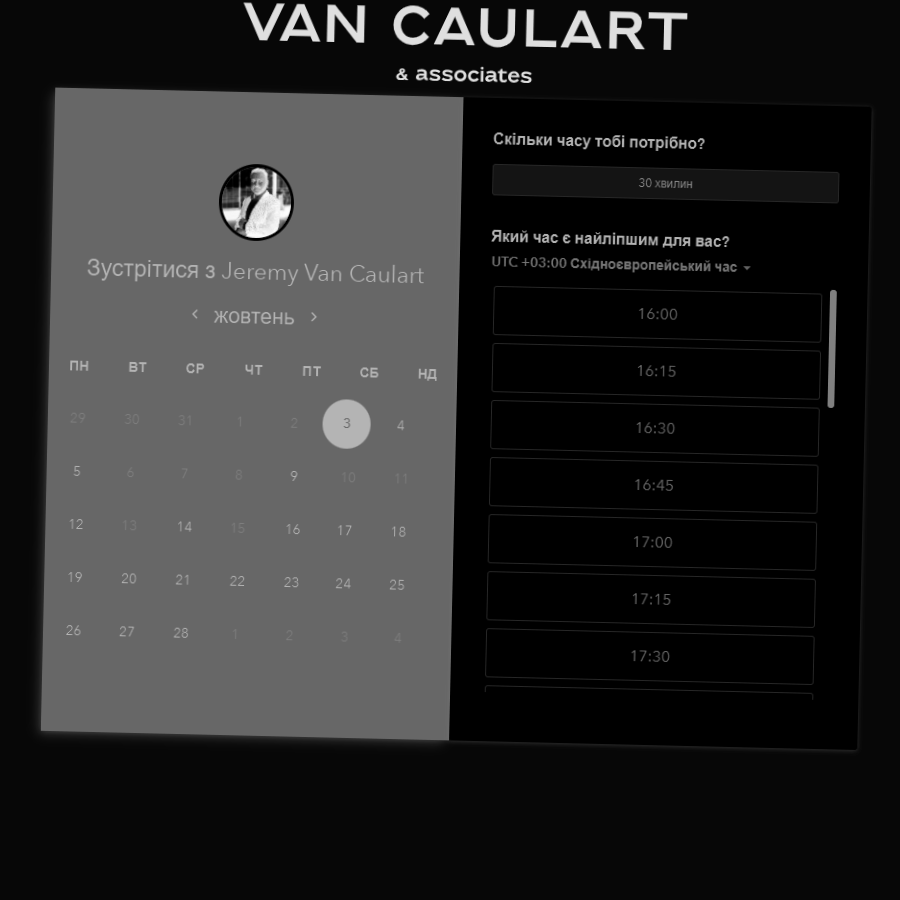 VAN CAULART
& associates
Зустрітися з Jeremy Van Caulart
жовтень
ПН ВТ СР ЧТ ПТ СБ НД
29 30 31 1 2 3 4
5 6 7 8 9 10 11
12 13 14 15 16 17 18
19 20 21 22 23 24 25
26 27 28 1 2 3 4
Скільки часу тобі потрібно?
30 хвилин
Який час є найліпшим для вас?
UTC +03:00 Східноєвропейський час
16:00
16:15
16:30
16:45
17:00
17:15
17:30